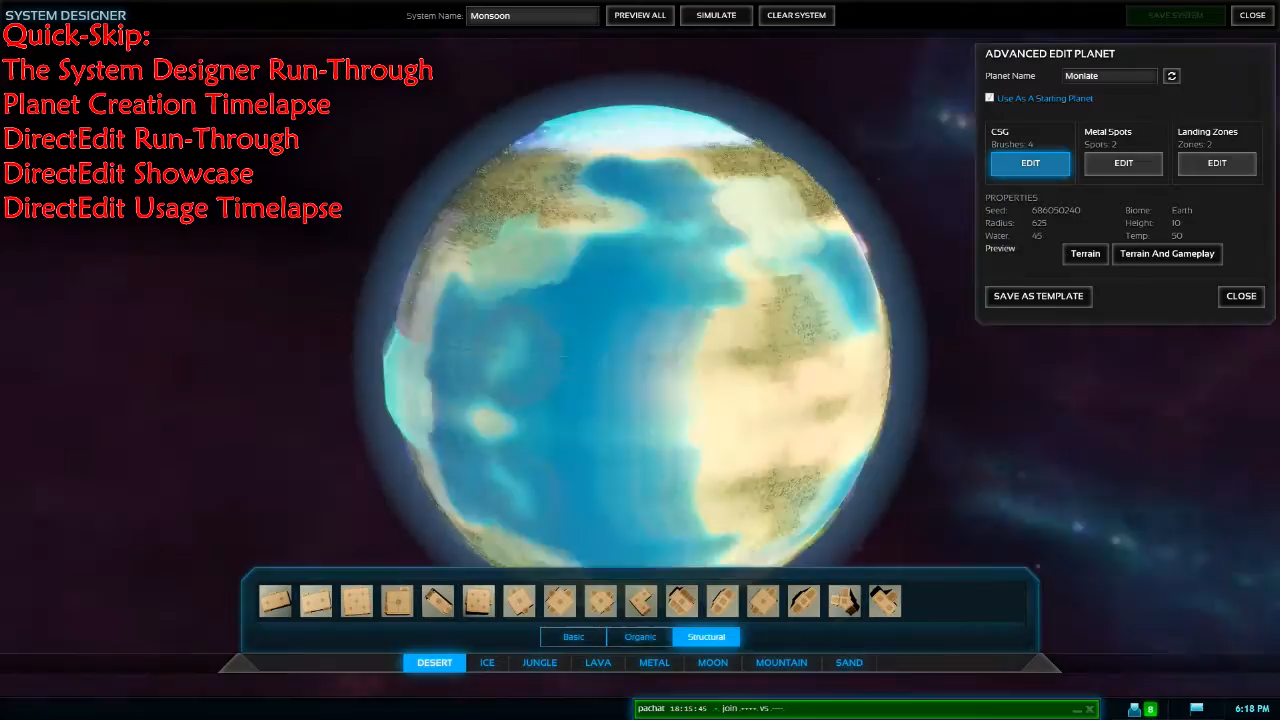 SYSTEM DESIGNER
System Name: Monsoon
PREVIEW ALL
SIMULATE
CLEAR SYSTEM
SAVE SYSTEM
CLOSE
Quick-Skip:
The System Designer Run-Through
Planet Creation Timelapse
DirectEdit Run-Through
DirectEdit Showcase
DirectEdit Usage Timelapse
ADVANCED EDIT PLANET
Planet Name Monlate
Use As A Starting Planet
CSG
Brushes: 4
EDIT
Metal Spots
Spots: 2
EDIT
Landing Zones
Zones: 2
EDIT
PROPERTIES
Seed: 686050240 Biome: Earth
Radius: 625 Height: 10
Water: 45 Temp: 50
Preview
Terrain
Terrain And Gameplay
SAVE AS TEMPLATE
CLOSE
Basic
Organic
Structural
DESERT
ICE
JUNGLE
LAVA
METAL
MOON
MOUNTAIN
SAND
pachat 18:15:45 - join ---- vs ---
8
6:18 PM